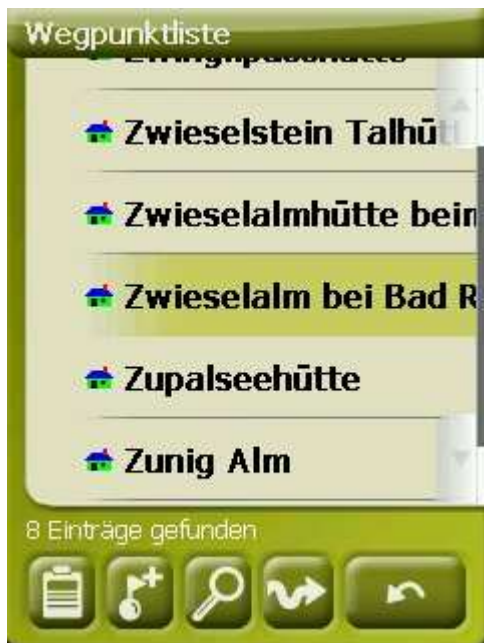 Wegpunktliste
Zwieselstein Talhüt
Zwieselalmhütte bein
Zwieselalm bei Bad R
Zupalseehütte
Zunig Alm
8 Einträge gefunden